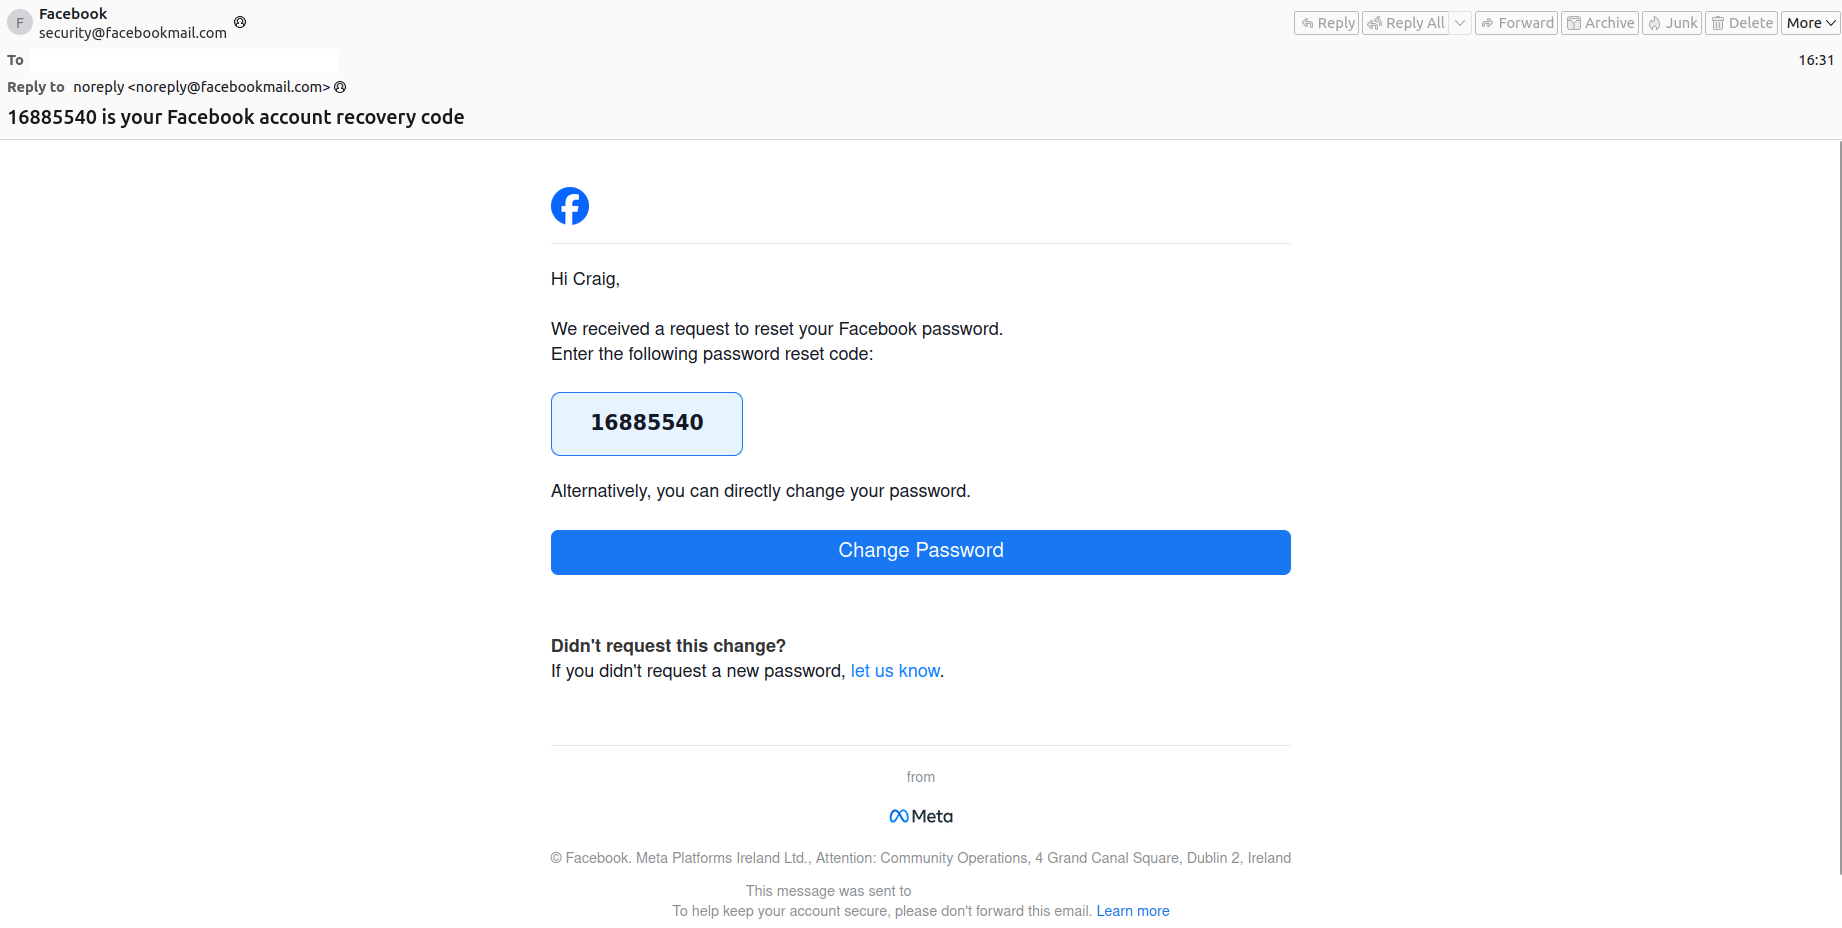 F
Facebook
security@facebookmail.com
Reply
Reply All
Forward
Archive
Junk
Delete
More
To
16:31
Reply to noreply <noreply@facebookmail.com>
16885540 is your Facebook account recovery code
Hi Craig,
We received a request to reset your Facebook password.
Enter the following password reset code:
16885540
Alternatively, you can directly change your password.
Change Password
Didn't request this change?
If you didn't request a new password, let us know.
from
Meta
© Facebook. Meta Platforms Ireland Ltd., Attention: Community Operations, 4 Grand Canal Square, Dublin 2, Ireland
This message was sent to
To help keep your account secure, please don't forward this email. Learn more